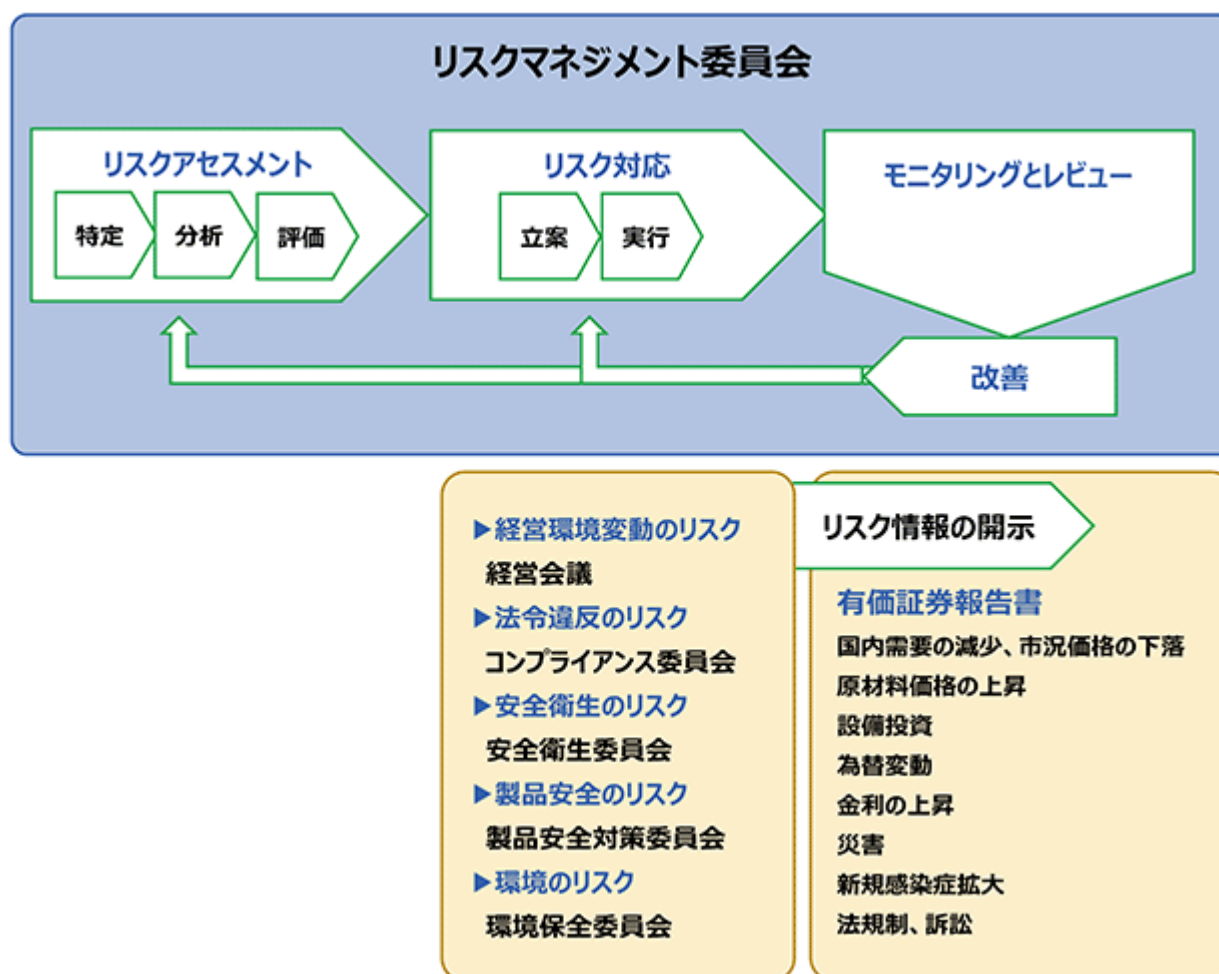 リスクマネジメント委員会
リスクアセスメント
特定
分析
評価
リスク対応
立案
実行
モニタリングとレビュー
改善
▶経営環境変動のリスク
経営会議
▶法令違反のリスク
コンプライアンス委員会
▶安全衛生のリスク
安全衛生委員会
▶製品安全のリスク
製品安全対策委員会
▶環境のリスク
環境保全委員会
リスク情報の開示
有価証券報告書
国内需要の減少、市況価格の下落
原材料価格の上昇
設備投資
為替変動
金利の上昇
災害
新規感染症拡大
法規制、訴訟